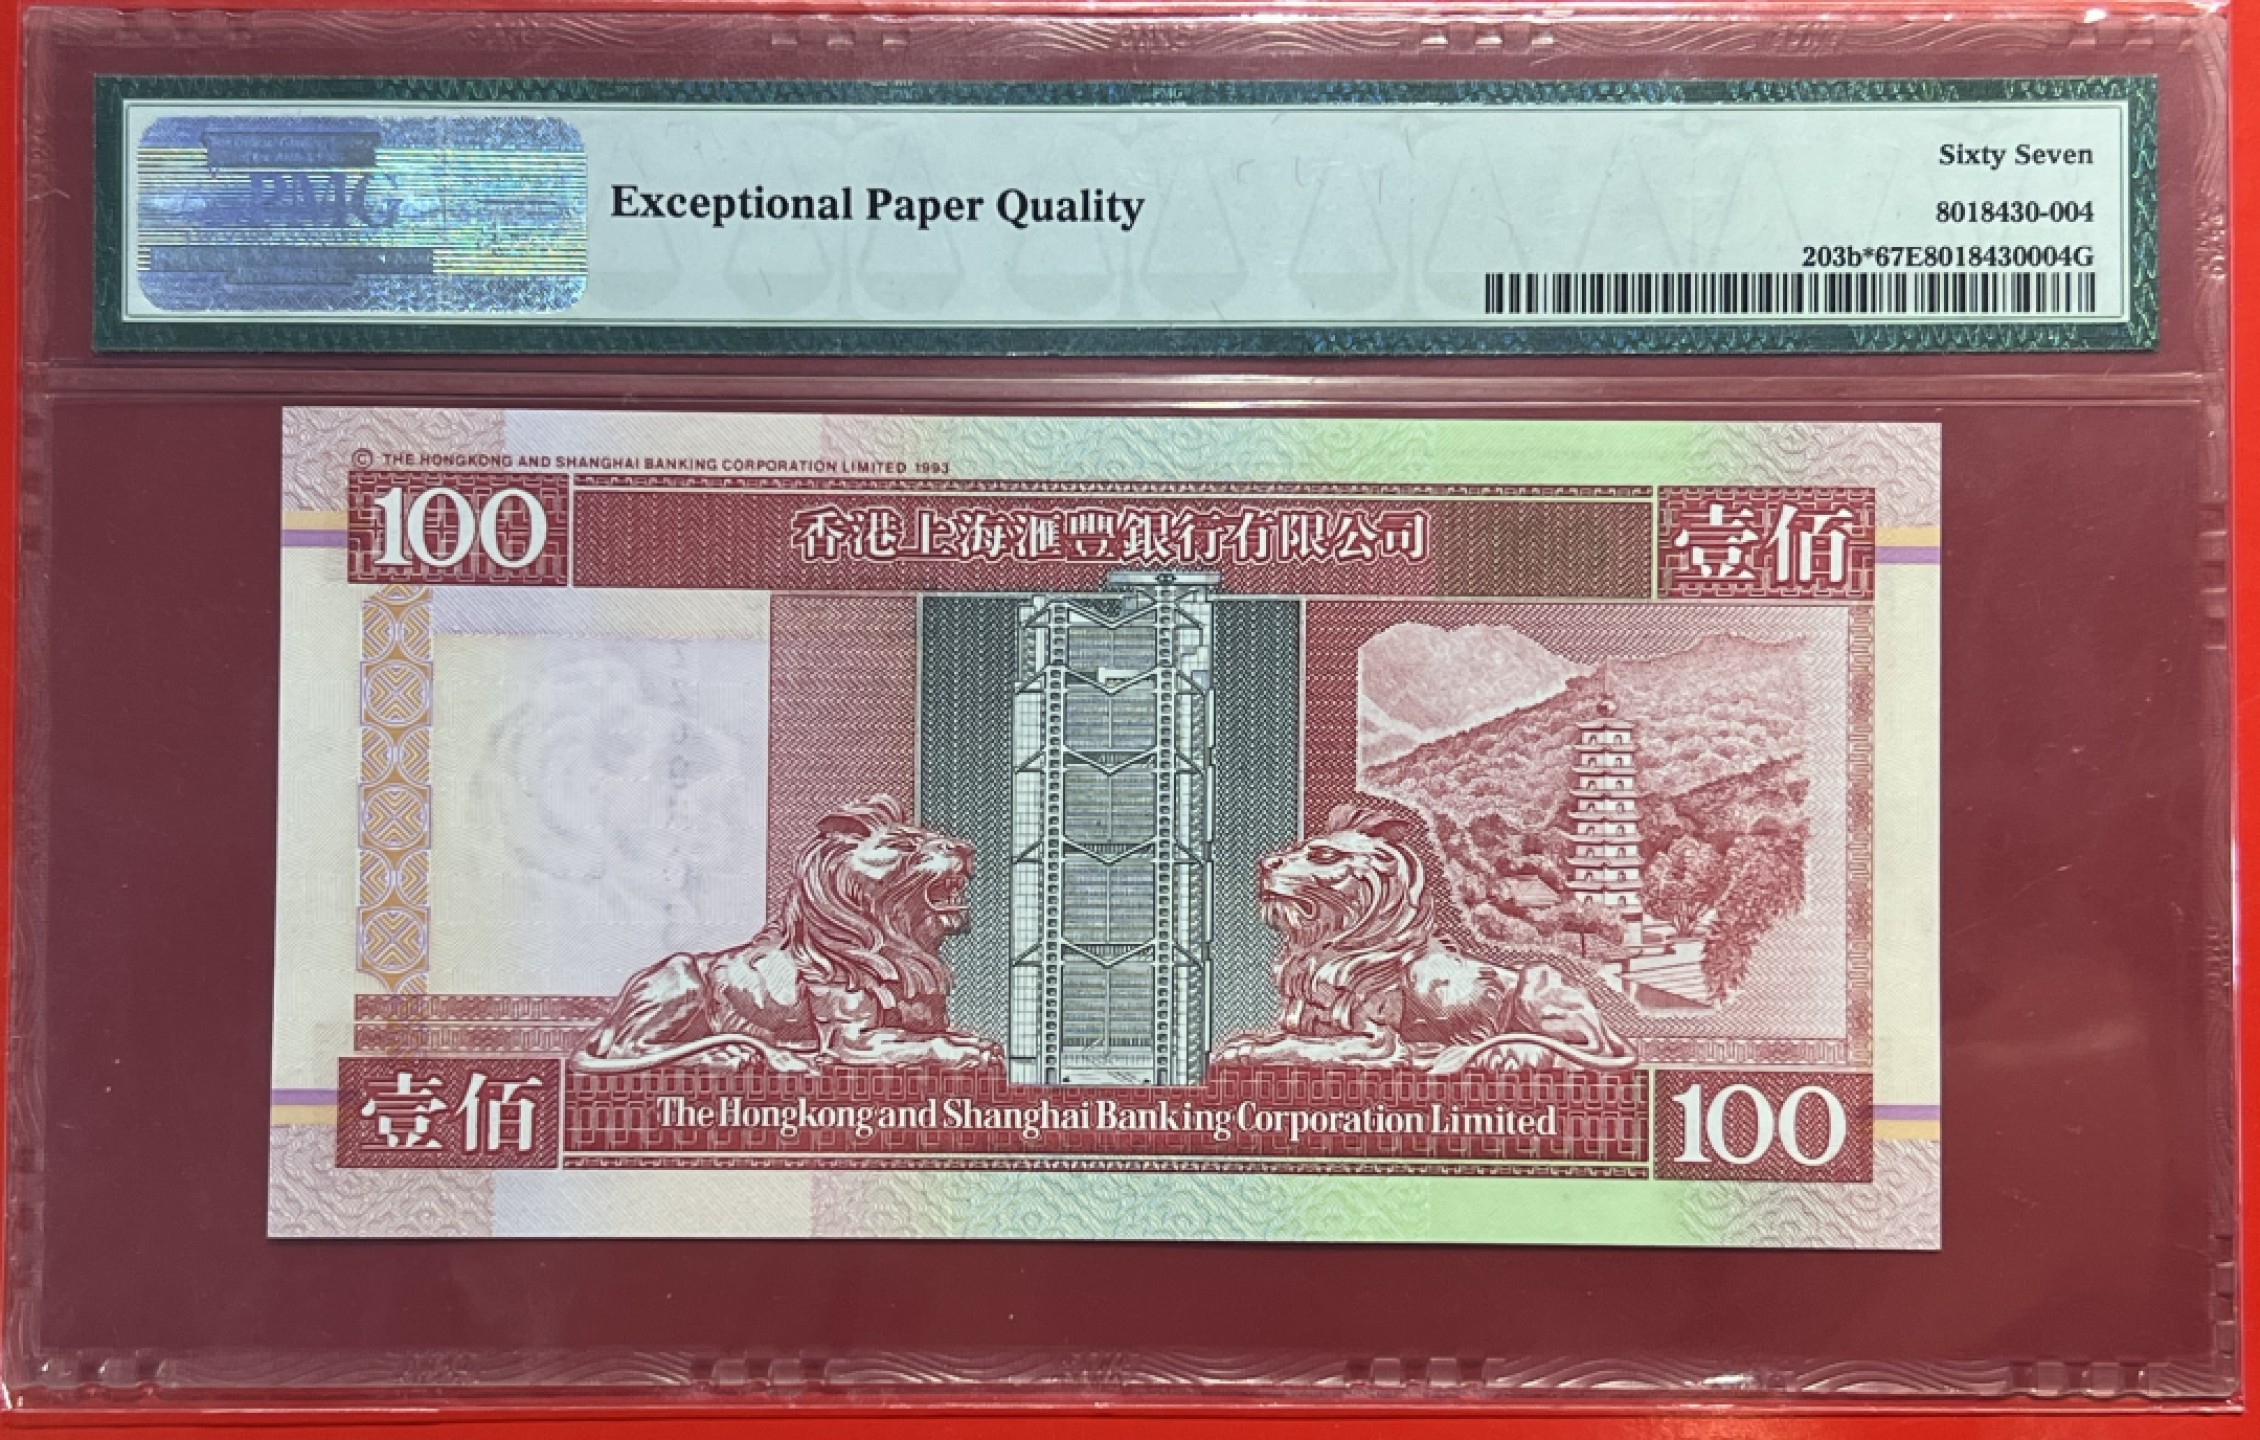 PMG
Exceptional Paper Quality
Sixty Seven
8018430-004
203b*67E8018430004G
© THE HONGKONG AND SHANGHAI BANKING CORPORATION LIMITED 1993
100
香港上海滙豐銀行有限公司
壹佰
壹佰
The Hongkong and Shanghai Banking Corporation Limited
100